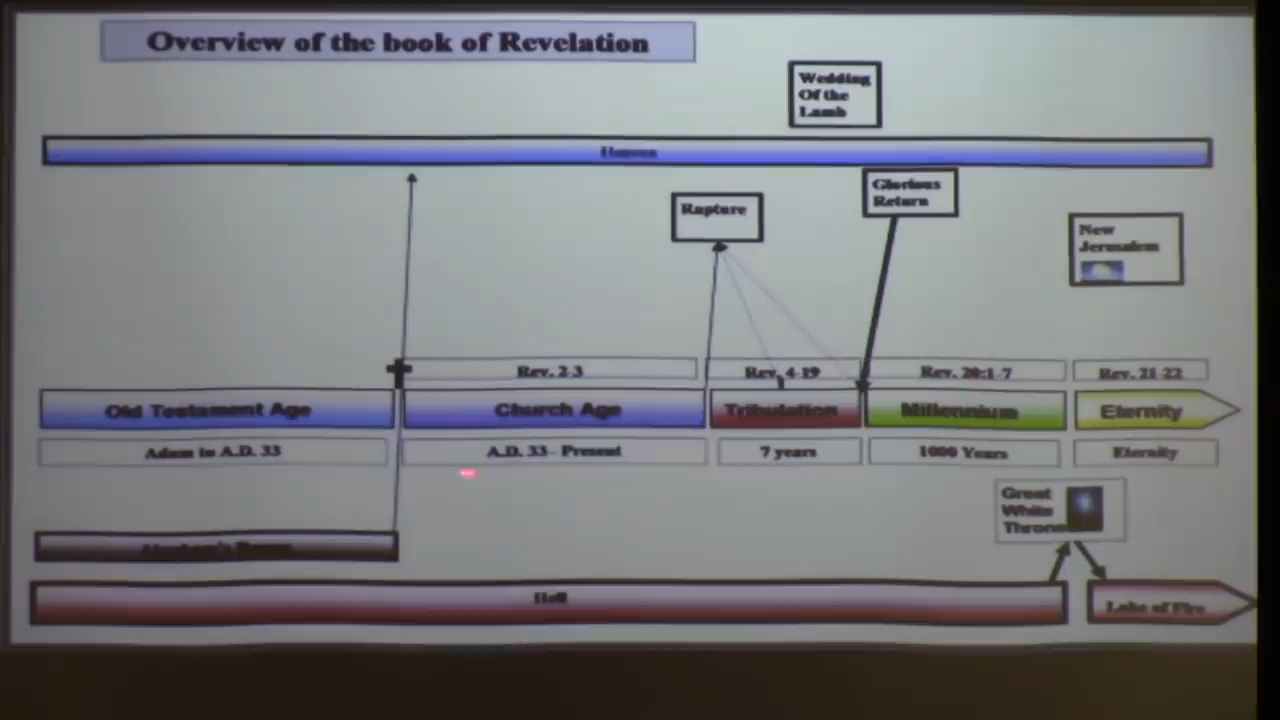 Overview of the book of Revelation
Wedding
Of the
Lamb
Heaven
Glorious
Return
Rapture
New
Jerusalem
Rev. 2-3
Rev. 4-19
Rev. 20:1-7
Rev. 21-22
Old Testament Age
Church Age
Tribulation
Millennium
Eternity
Adam to A.D. 33
A.D. 33- Present
7 years
1000 Years
Eternity
Great
White
Throne
Hell
Lake of Fire